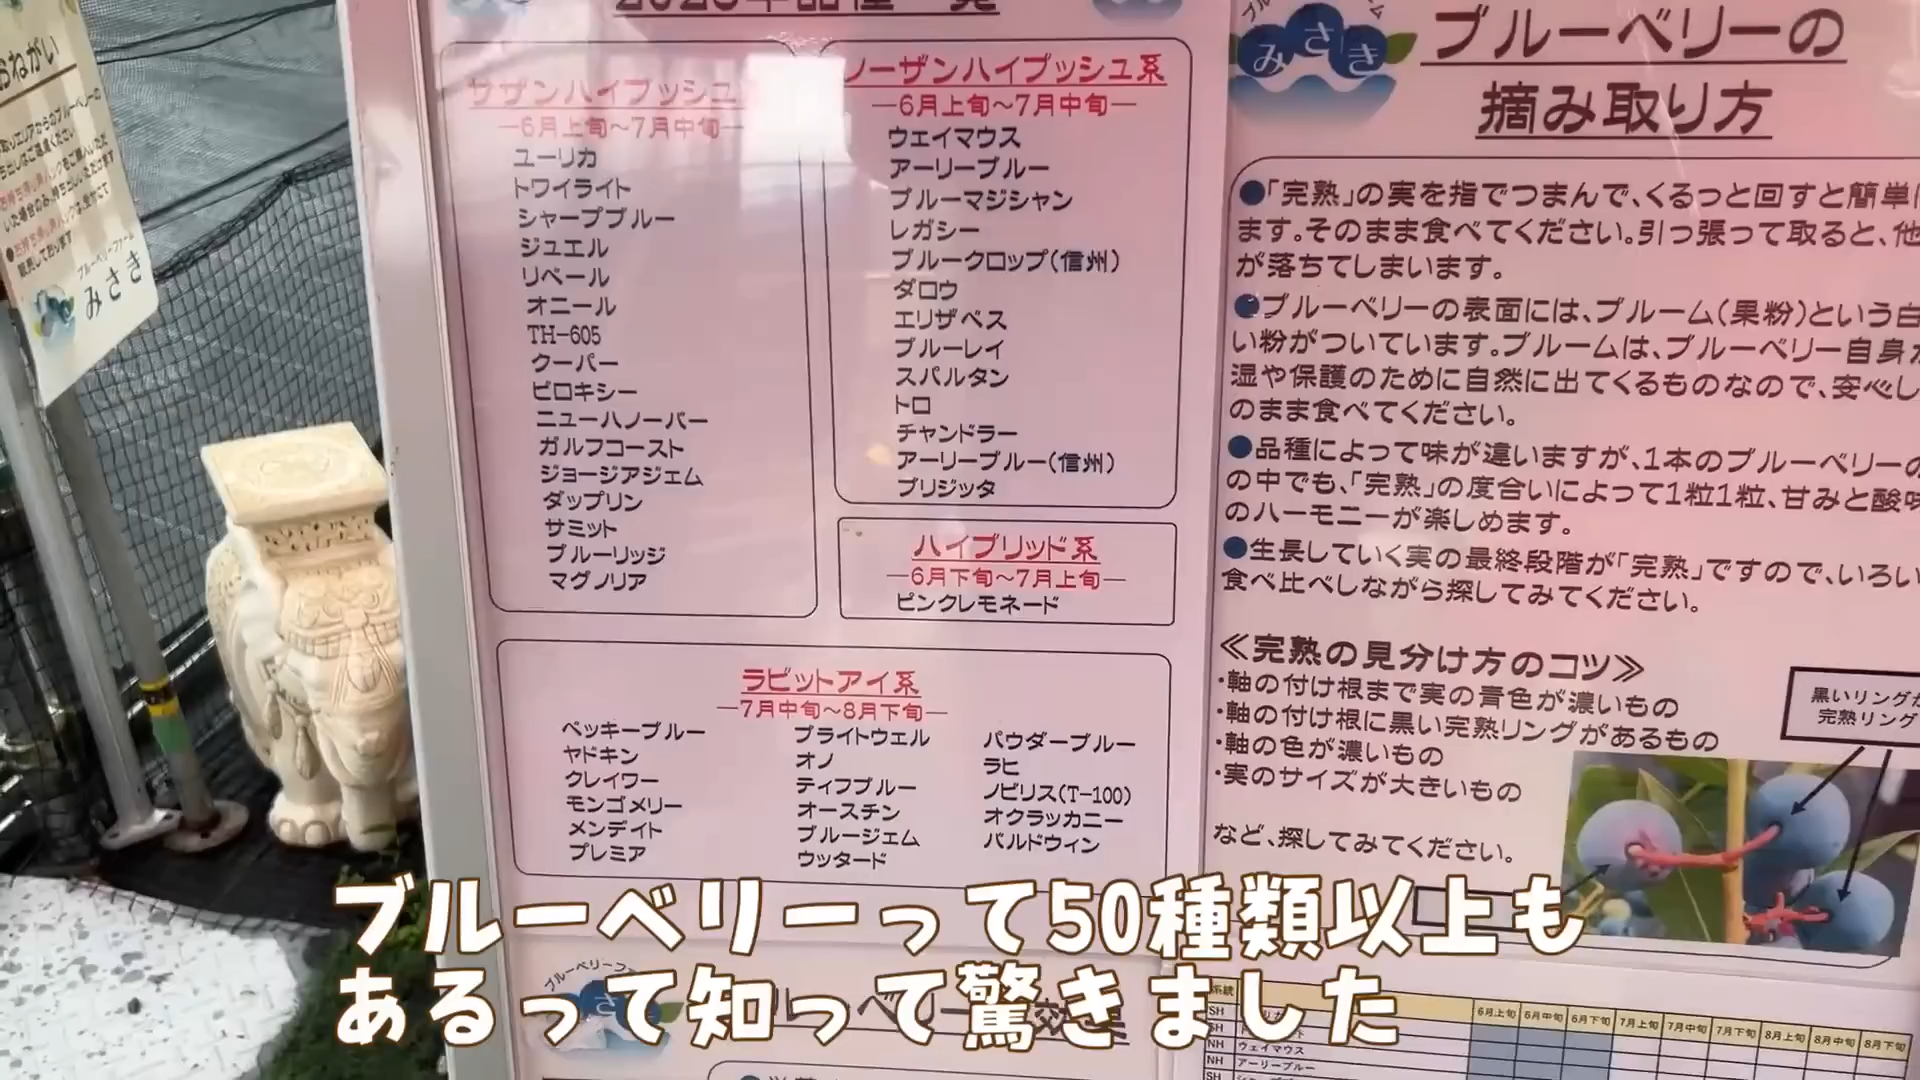 おねがい
みさき
サザンハイブッシュ
―6月上旬～7月中旬―
ユーリカ
トワイライト
シャープブルー
ジュエル
リベール
オニール
TH-605
クーパー
ビロキシー
ニューハノーバー
ガルフコースト
ジョージアジェム
ダップリン
サミット
ブルーリッジ
マグノリア
ノーザンハイブッシュ系
―6月上旬～7月中旬―
ウェイマウス
アーリーブルー
ブルーマジシャン
レガシー
ブルークロップ(信州)
ダロウ
エリザベス
ブルーレイ
スパルタン
トロ
チャンドラー
アーリーブルー(信州)
ブリジッタ
ハイブリッド系
―6月下旬～7月上旬―
ピンクレモネード
ラビットアイ系
―7月中旬～8月下旬―
ベッキーブルー
ヤドキン
クレイワー
モンゴメリー
メンデイト
プレミア
ブライトウェル
オノ
ティフブルー
オースチン
ブルージェム
ウッタード
パウダーブルー
ラヒ
ノビリス(T-100)
オクラッカニー
バルドウィン
みさき
ブルーベリーの
摘み取り方
●「完熟」の実を指でつまんで、くるっと回すと簡単に
ます。そのまま食べてください。引っ張って取ると、他
が落ちてしまいます。
●ブルーベリーの表面には、ブルーム(果粉)という白
い粉がついています。ブルームは、ブルーベリー自身が
湿や保護のために自然に出てくるものなので、安心し
のまま食べてください。
●品種によって味が違いますが、1本のブルーベリーの
の中でも、「完熟」の度合いによって1粒1粒、甘みと酸味
のハーモニーが楽しめます。
●生長していく実の最終段階が「完熟」ですので、いろい
食べ比べしながら探してみてください。
≪完熟の見分け方のコツ≫
・軸の付け根まで実の青色が濃いもの
・軸の付け根に黒い完熟リングがあるもの
・軸の色が濃いもの
・実のサイズが大きいもの
など、探してみてください。
黒いリングが
完熟リング
ブルーベリーって50種類以上も
あるって知って驚きました
系統
6月上旬 6月中旬 6月下旬 7月上旬 7月中旬 7月下旬 8月上旬 8月中旬 8月下旬
SH
SH
NH ウェイマウス
NH アーリーブルー
SH